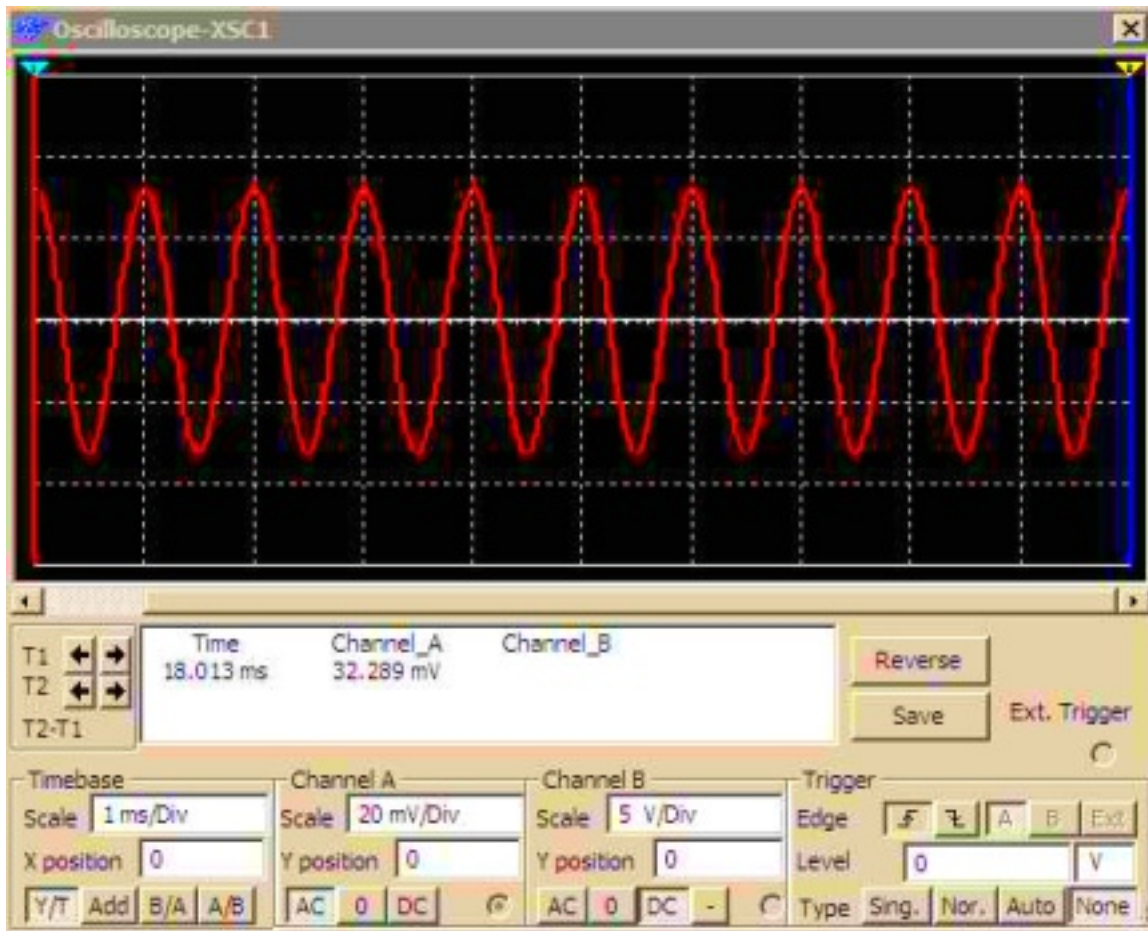 Oscilloscope-XSC1
T1
T2
T2-T1
Time Channel_A Channel_B
18.013 ms 32.289 mV
Reverse
Save
Ext. Trigger
Timebase
Scale 1 ms/Div
X position 0
Y/T Add B/A A/B
Channel A
Scale 20 mV/Div
Y position 0
AC 0 DC
Channel B
Scale 5 V/Div
Y position 0
AC 0 DC -
Trigger
Edge A B Ext
Level 0 V
Type Sing. Nor. Auto None